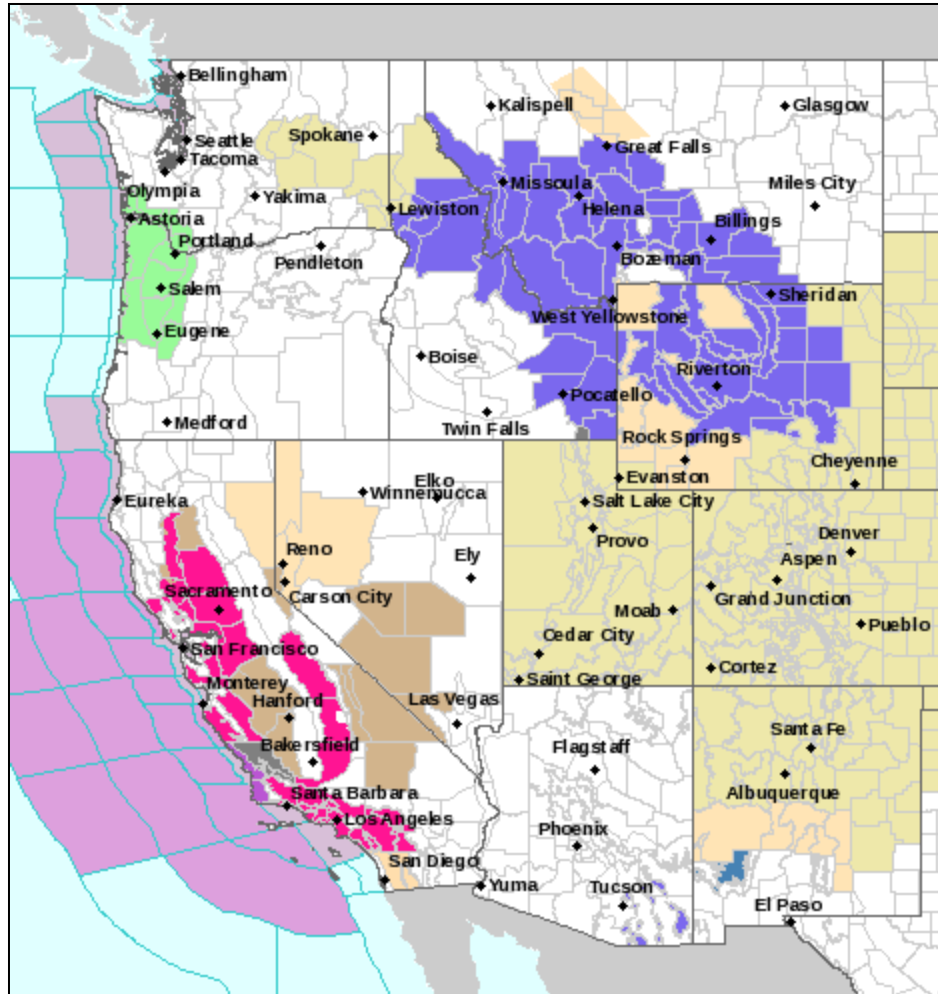 Bellingham
Kalispell
Glasgow
Seattle
Spokane
Great Falls
Tacoma
Olympia
Missoula
Miles City
Yakima
Lewiston
Helena
Astoria
Portland
Billings
Pendleton
Bozeman
Salem
Sheridan
West Yellowstone
Eugene
Boise
Riverton
Pocatello
Medford
Twin Falls
Rock Springs
Cheyenne
Evanston
Elko
Winnemucca
Eureka
Salt Lake City
Provo
Denver
Reno
Ely
Aspen
Sacramento
Carson City
Grand Junction
Moab
Pueblo
Cedar City
San Francisco
Cortez
Saint George
Monterey
Hanford
Las Vegas
Santa Fe
Bakersfield
Flagstaff
Albuquerque
Santa Barbara
Los Angeles
Phoenix
San Diego
Yuma
Tucson
El Paso